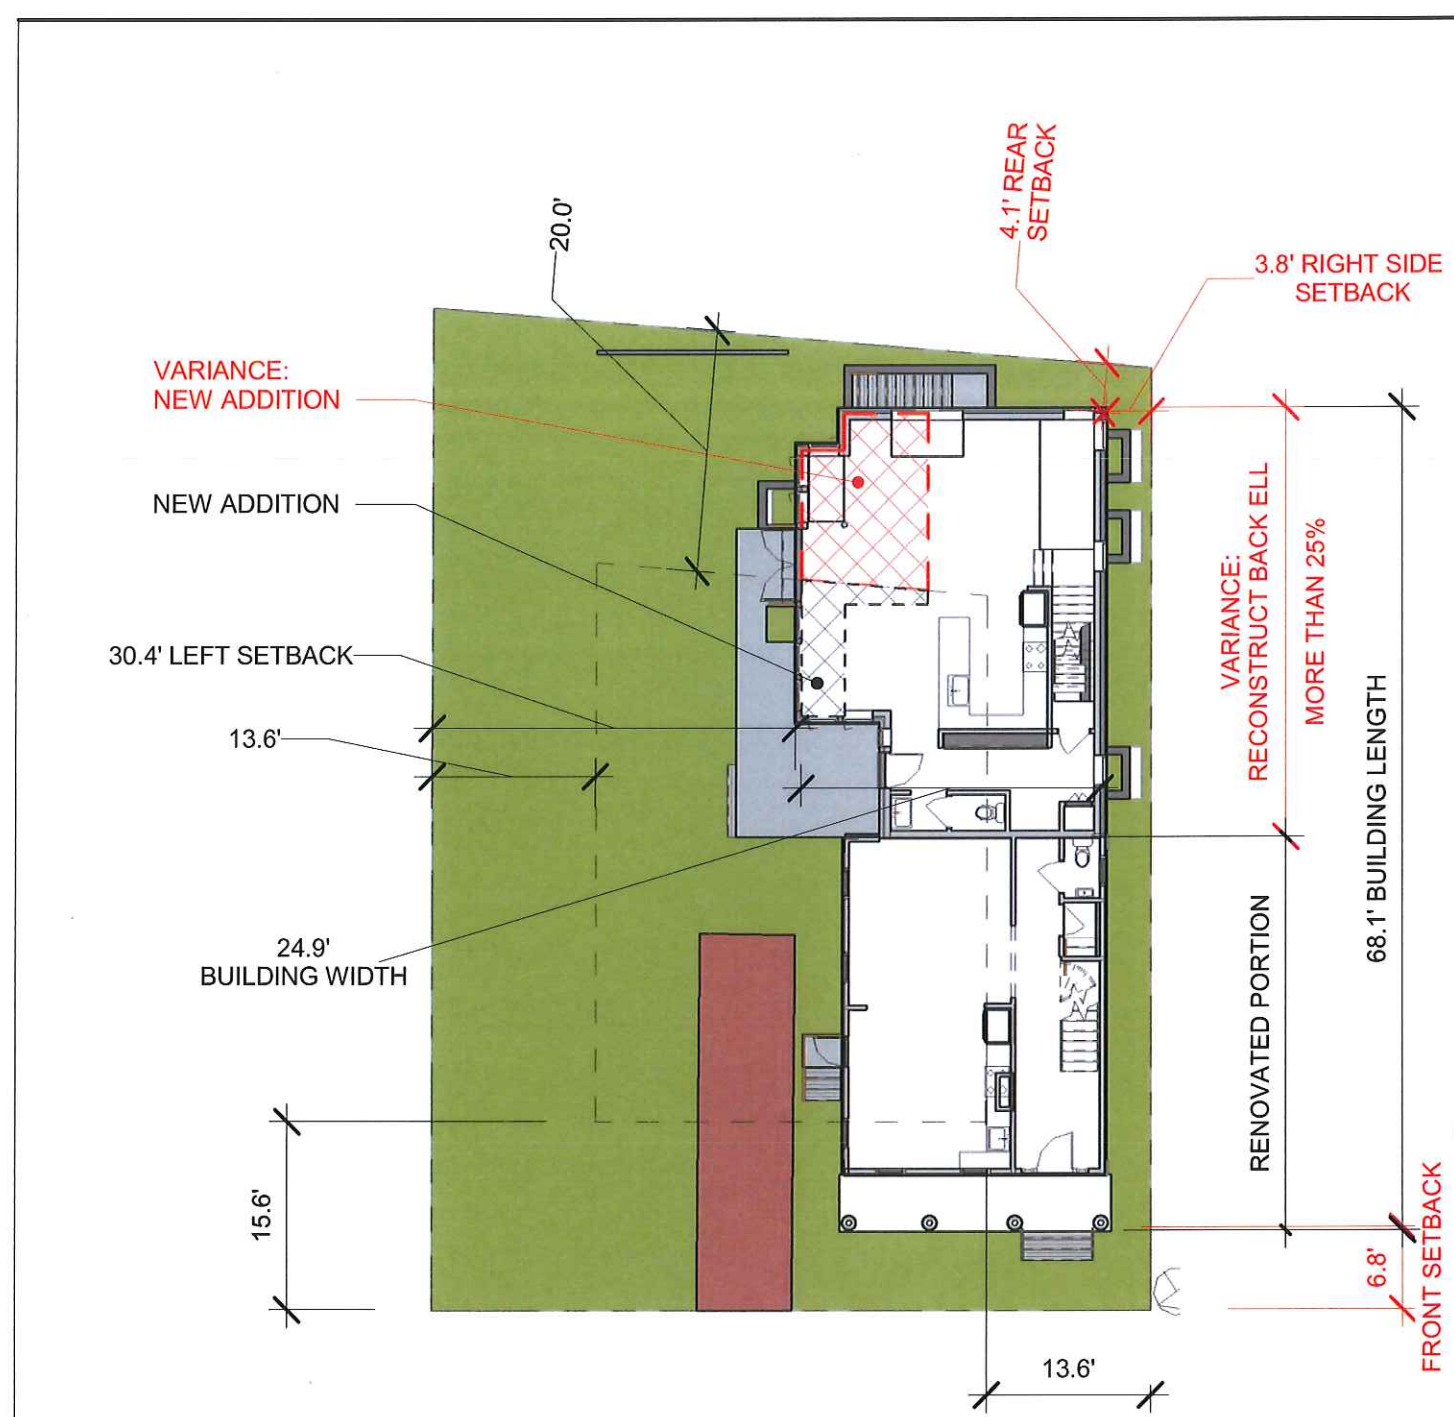 4.1' REAR
SETBACK
20.0'
3.8' RIGHT SIDE
SETBACK
VARIANCE:
NEW ADDITION
NEW ADDITION
30.4' LEFT SETBACK
13.6'
VARIANCE:
RECONSTRUCT BACK ELL
MORE THAN 25%
68.1' BUILDING LENGTH
24.9'
BUILDING WIDTH
RENOVATED PORTION
15.6'
6.8'
FRONT SETBACK
13.6'